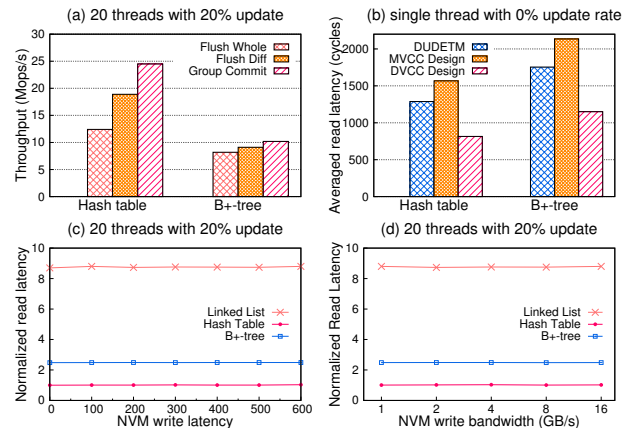 (a) 20 threads with 20% update
Throughput (Mops/s)
30
25
20
15
10
5
0
Flush Whole
Flush Diff
Group Commit
Hash table
B+-tree
(b) single thread with 0% update rate
Averaged read latency (cycles)
2000
1500
1000
500
0
DUDETM
MVCC Design
DVCC Design
Hash table
B+-tree
(c) 20 threads with 20% update
Normalized read latency
10
8
6
4
2
0
Linked List
Hash Table
B+-tree
0 100 200 300 400 500 600
NVM write latency
(d) 20 threads with 20% update
Normalized Read Latency
10
8
6
4
2
0
Linked List
Hash Table
B+-tree
1 2 4 8 16
NVM write bandwidth (GB/s)